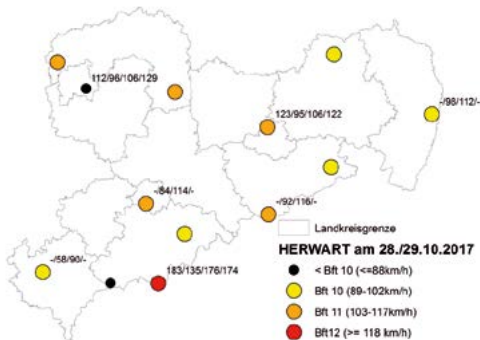 112/96/106/129
123/95/106/122
-/98/112/-
-/84/114/-
-/92/116/-
-/58/90/-
183/135/176/174
Landkreisgrenze
HERWART am 28./29.10.2017
< Bft 10 (<=88km/h)
Bft 10 (89-102km/h)
Bft 11 (103-117km/h)
Bft12 (>= 118 km/h)